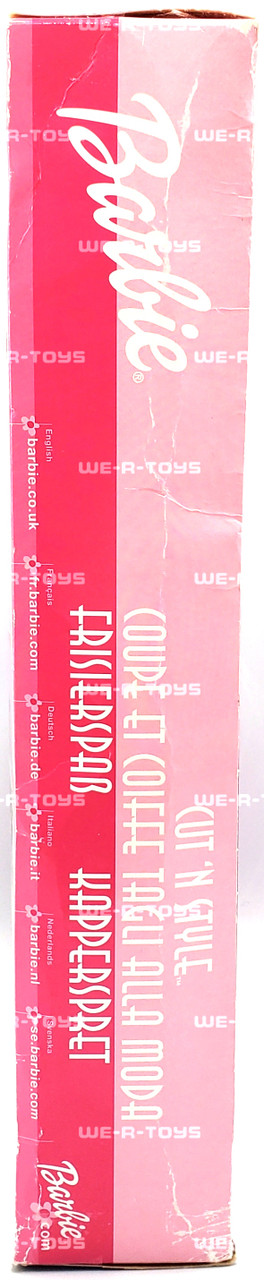 Barbie®
CUT 'N STYLE™
COUPE ET COIFFE TAGLI ALLA MODA
FRISIERSPAß KAPPERSPRET
English
barbie.co.uk
Français
fr.barbie.com
Deutsch
barbie.de
Italiano
barbie.it
Nederlands
barbie.nl
Svenska
se.barbie.com
Barbie.com
WE-R-TOYS